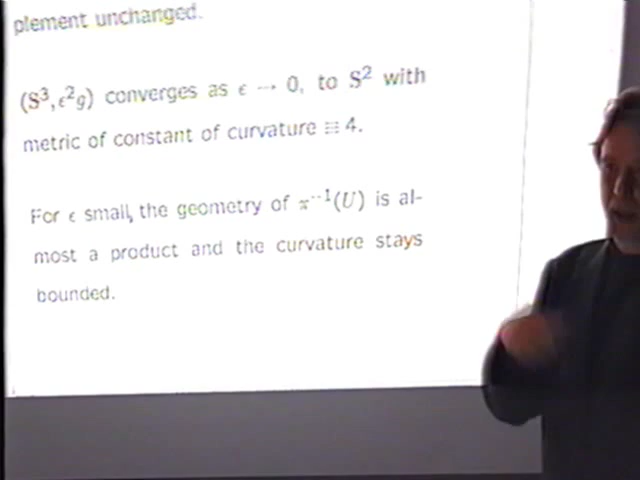 plement unchanged.
(S³, ϵ²g) converges as ϵ → 0, to S² with
metric of constant of curvature ≡ 4.
For ϵ small, the geometry of π⁻¹(U) is al-
most a product and the curvature stays
bounded.